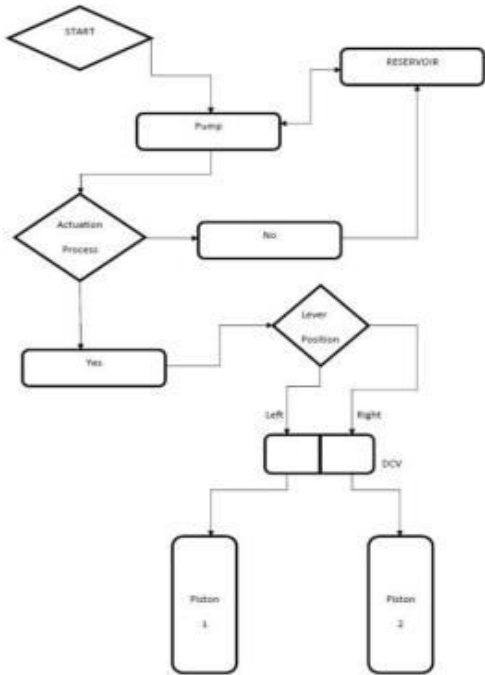 START
RESERVOIR
Pump
Actuation
Process
No
Lever
Position
Yes
Left
Right
DCV
Piston
1
Piston
2